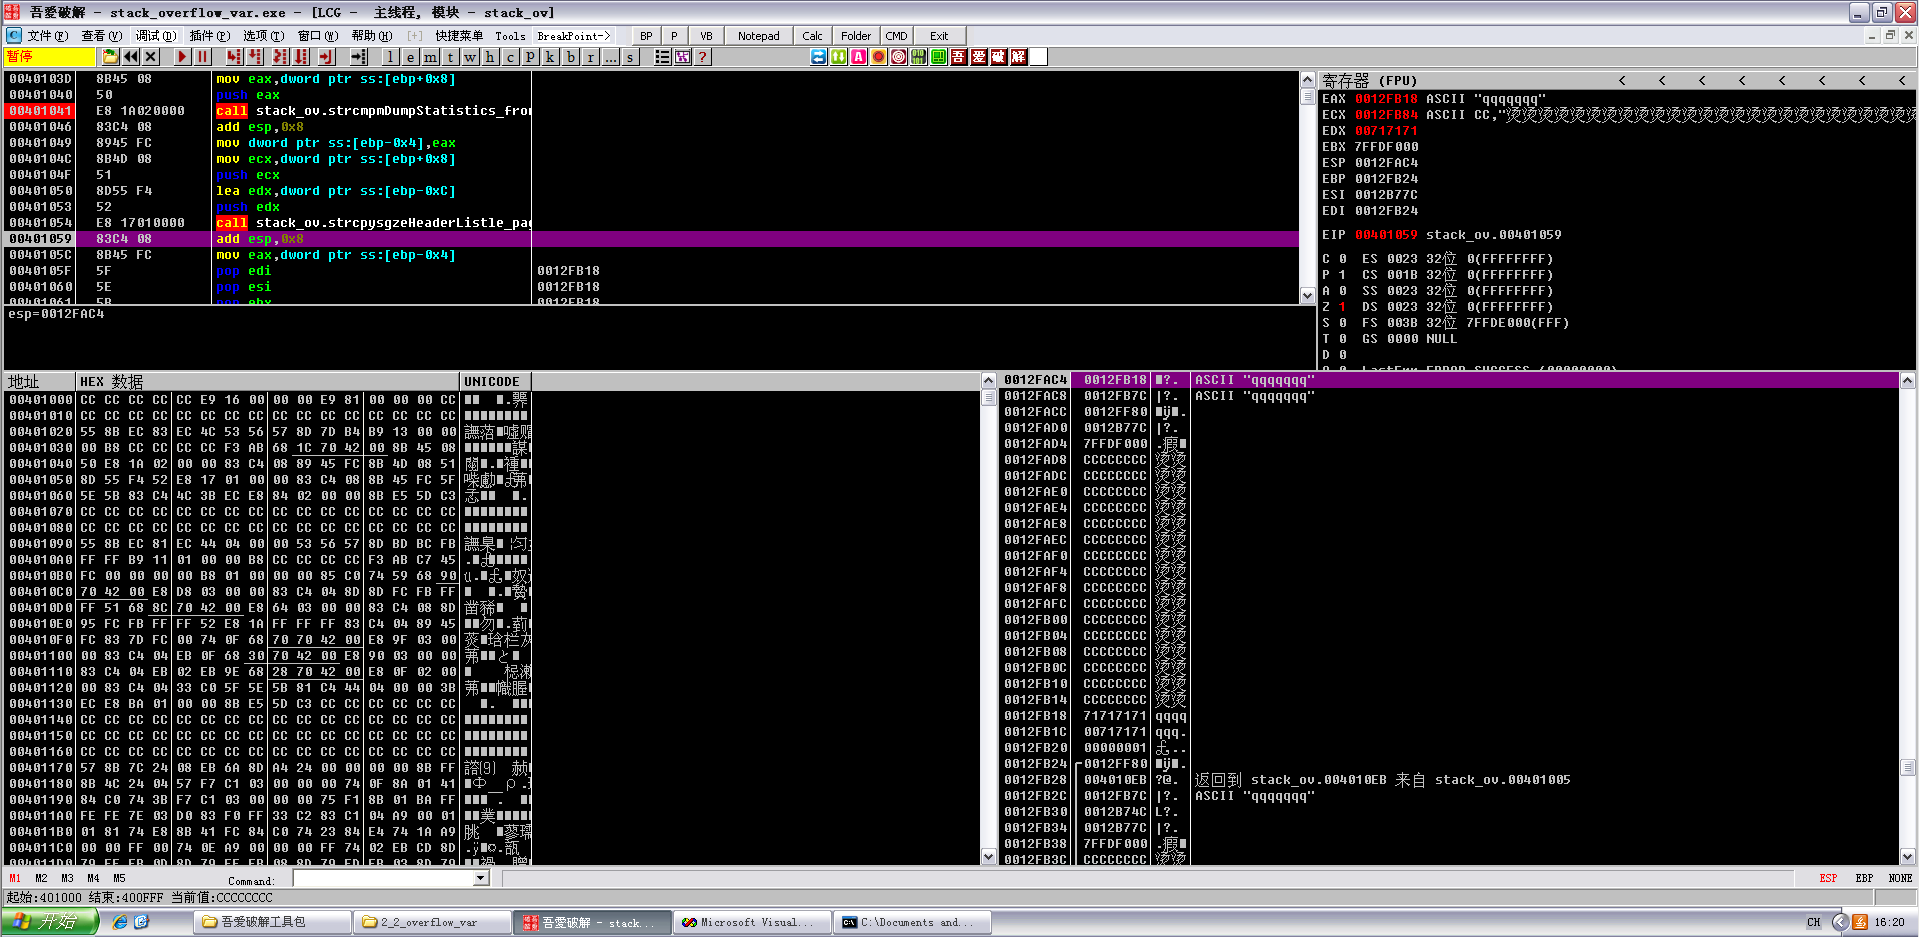 吾爱破解 - stack_overflow_var.exe - [LCG - 主线程, 模块 - stack_ov]
文件(F) 查看(V) 调试(D) 插件(P) 选项(T) 窗口(W) 帮助(H) [+] 快捷菜单 Tools BreakPoint-> BP P VB Notepad Calc Folder CMD Exit
暂停 l e m t w h c p k b r ... s ? 吾 爱 破 解
0040103D 8B45 08 mov eax,dword ptr ss:[ebp+0x8]
00401040 50 push eax
00401041 E8 1A020000 call stack_ov.strcmpmDumpStatistics_fro
00401046 83C4 08 add esp,0x8
00401049 8945 FC mov dword ptr ss:[ebp-0x4],eax
0040104C 8B4D 08 mov ecx,dword ptr ss:[ebp+0x8]
0040104F 51 push ecx
00401050 8D55 F4 lea edx,dword ptr ss:[ebp-0xC]
00401053 52 push edx
00401054 E8 17010000 call stack_ov.strcpysgzeHeaderListle_pa
00401059 83C4 08 add esp,0x8
0040105C 8B45 FC mov eax,dword ptr ss:[ebp-0x4]
0040105F 5F pop edi 0012FB18
00401060 5E pop esi 0012FB18
00401061 5B pop ebx 0012FB18
esp=0012FAC4
寄存器 (FPU) < < < < < < < <
EAX 0012FB18 ASCII "qqqqqqq"
ECX 0012FB84 ASCII CC,"烫烫烫烫烫烫烫烫烫烫烫烫烫烫烫烫烫烫烫烫烫烫烫烫烫
EDX 00717171
EBX 7FFDF000
ESP 0012FAC4
EBP 0012FB24
ESI 0012B77C
EDI 0012FB24
EIP 00401059 stack_ov.00401059
C 0 ES 0023 32位 0(FFFFFFFF)
P 1 CS 001B 32位 0(FFFFFFFF)
A 0 SS 0023 32位 0(FFFFFFFF)
Z 1 DS 0023 32位 0(FFFFFFFF)
S 0 FS 003B 32位 7FFDE000(FFF)
T 0 GS 0000 NULL
D 0
O 0 LastErr ERROR_SUCCESS (00000000)
地址 HEX 数据 UNICODE
00401000 CC CC CC CC CC E9 16 00 00 00 E9 81 00 00 00 CC
00401010 CC CC CC CC CC CC CC CC CC CC CC CC CC CC CC CC
00401020 55 8B EC 83 EC 4C 53 56 57 8D 7D B4 B9 13 00 00
00401030 00 B8 CC CC CC CC F3 AB 68 1C 70 42 00 8B 45 08
00401040 50 E8 1A 02 00 00 83 C4 08 89 45 FC 8B 4D 08 51
00401050 8D 55 F4 52 E8 17 01 00 00 83 C4 08 8B 45 FC 5F
00401060 5E 5B 83 C4 4C 3B EC E8 84 02 00 00 8B E5 5D C3
00401070 CC CC CC CC CC CC CC CC CC CC CC CC CC CC CC CC
00401080 CC CC CC CC CC CC CC CC CC CC CC CC CC CC CC CC
00401090 55 8B EC 81 EC 44 04 00 00 53 56 57 8D BD BC FB
004010A0 FF FF B9 11 01 00 00 B8 CC CC CC CC F3 AB C7 45
004010B0 FC 00 00 00 00 B8 01 00 00 00 85 C0 74 59 68 90
004010C0 70 42 00 E8 D8 03 00 00 83 C4 04 8D 8D FC FB FF
004010D0 FF 51 68 8C 70 42 00 E8 64 03 00 00 83 C4 08 8D
004010E0 95 FC FB FF FF 52 E8 1A FF FF FF 83 C4 04 89 45
004010F0 FC 83 7D FC 00 74 0F 68 70 70 42 00 E8 9F 03 00
00401100 00 83 C4 04 EB 0F 68 30 70 42 00 E8 90 03 00 00
00401110 83 C4 04 EB 02 EB 9E 68 28 70 42 00 E8 0F 02 00
00401120 00 83 C4 04 33 C0 5F 5E 5B 81 C4 44 04 00 00 3B
00401130 EC E8 BA 01 00 00 8B E5 5D C3 CC CC CC CC CC CC
00401140 CC CC CC CC CC CC CC CC CC CC CC CC CC CC CC CC
00401150 CC CC CC CC CC CC CC CC CC CC CC CC CC CC CC CC
00401160 CC CC CC CC CC CC CC CC CC CC CC CC CC CC CC CC
00401170 57 8B 7C 24 08 EB 6A 8D A4 24 00 00 00 00 8B FF
00401180 8B 4C 24 04 57 F7 C1 03 00 00 00 74 0F 8A 01 41
00401190 84 C0 74 3B F7 C1 03 00 00 00 75 F1 8B 01 BA FF
004011A0 FE FE 7E 03 D0 83 F0 FF 33 C2 83 C1 04 A9 00 01
004011B0 01 81 74 E8 8B 41 FC 84 C0 74 23 84 E4 74 1A A9
004011C0 00 00 FF 00 74 0E A9 00 00 00 FF 74 02 EB CD 8D
004011D0 79 FF EB 0D 8D 79 FE EB 08 8D 79 FD EB 03 8D 79
0012FAC4 0012FB18 ASCII "qqqqqqq"
0012FAC8 0012FB7C |?. ASCII "qqqqqqq"
0012FACC 0012FF80
0012FAD0 0012B77C |?.
0012FAD4 7FFDF000
0012FAD8 CCCCCCCC 烫烫
0012FADC CCCCCCCC 烫烫
0012FAE0 CCCCCCCC 烫烫
0012FAE4 CCCCCCCC 烫烫
0012FAE8 CCCCCCCC 烫烫
0012FAEC CCCCCCCC 烫烫
0012FAF0 CCCCCCCC 烫烫
0012FAF4 CCCCCCCC 烫烫
0012FAF8 CCCCCCCC 烫烫
0012FAFC CCCCCCCC 烫烫
0012FB00 CCCCCCCC 烫烫
0012FB04 CCCCCCCC 烫烫
0012FB08 CCCCCCCC 烫烫
0012FB0C CCCCCCCC 烫烫
0012FB10 CCCCCCCC 烫烫
0012FB14 CCCCCCCC 烫烫
0012FB18 71717171 qqqq
0012FB1C 00717171 qqq.
0012FB20 00000001
0012FB24 0012FF80
0012FB28 004010EB ?@. 返回到 stack_ov.004010EB 来自 stack_ov.00401005
0012FB2C 0012FB7C |?. ASCII "qqqqqqq"
0012FB30 0012B74C L?.
0012FB34 0012B77C |?.
0012FB38 7FFDF000
0012FB3C CCCCCCCC 烫烫
M1 M2 M3 M4 M5 Command: ESP EBP NONE
起始:401000 结束:400FFF 当前值:CCCCCCCC
开始 吾爱破解工具包 2_2_overflow_var 吾爱破解 - stack... Microsoft Visual... C:\Documents and... CH 16:20